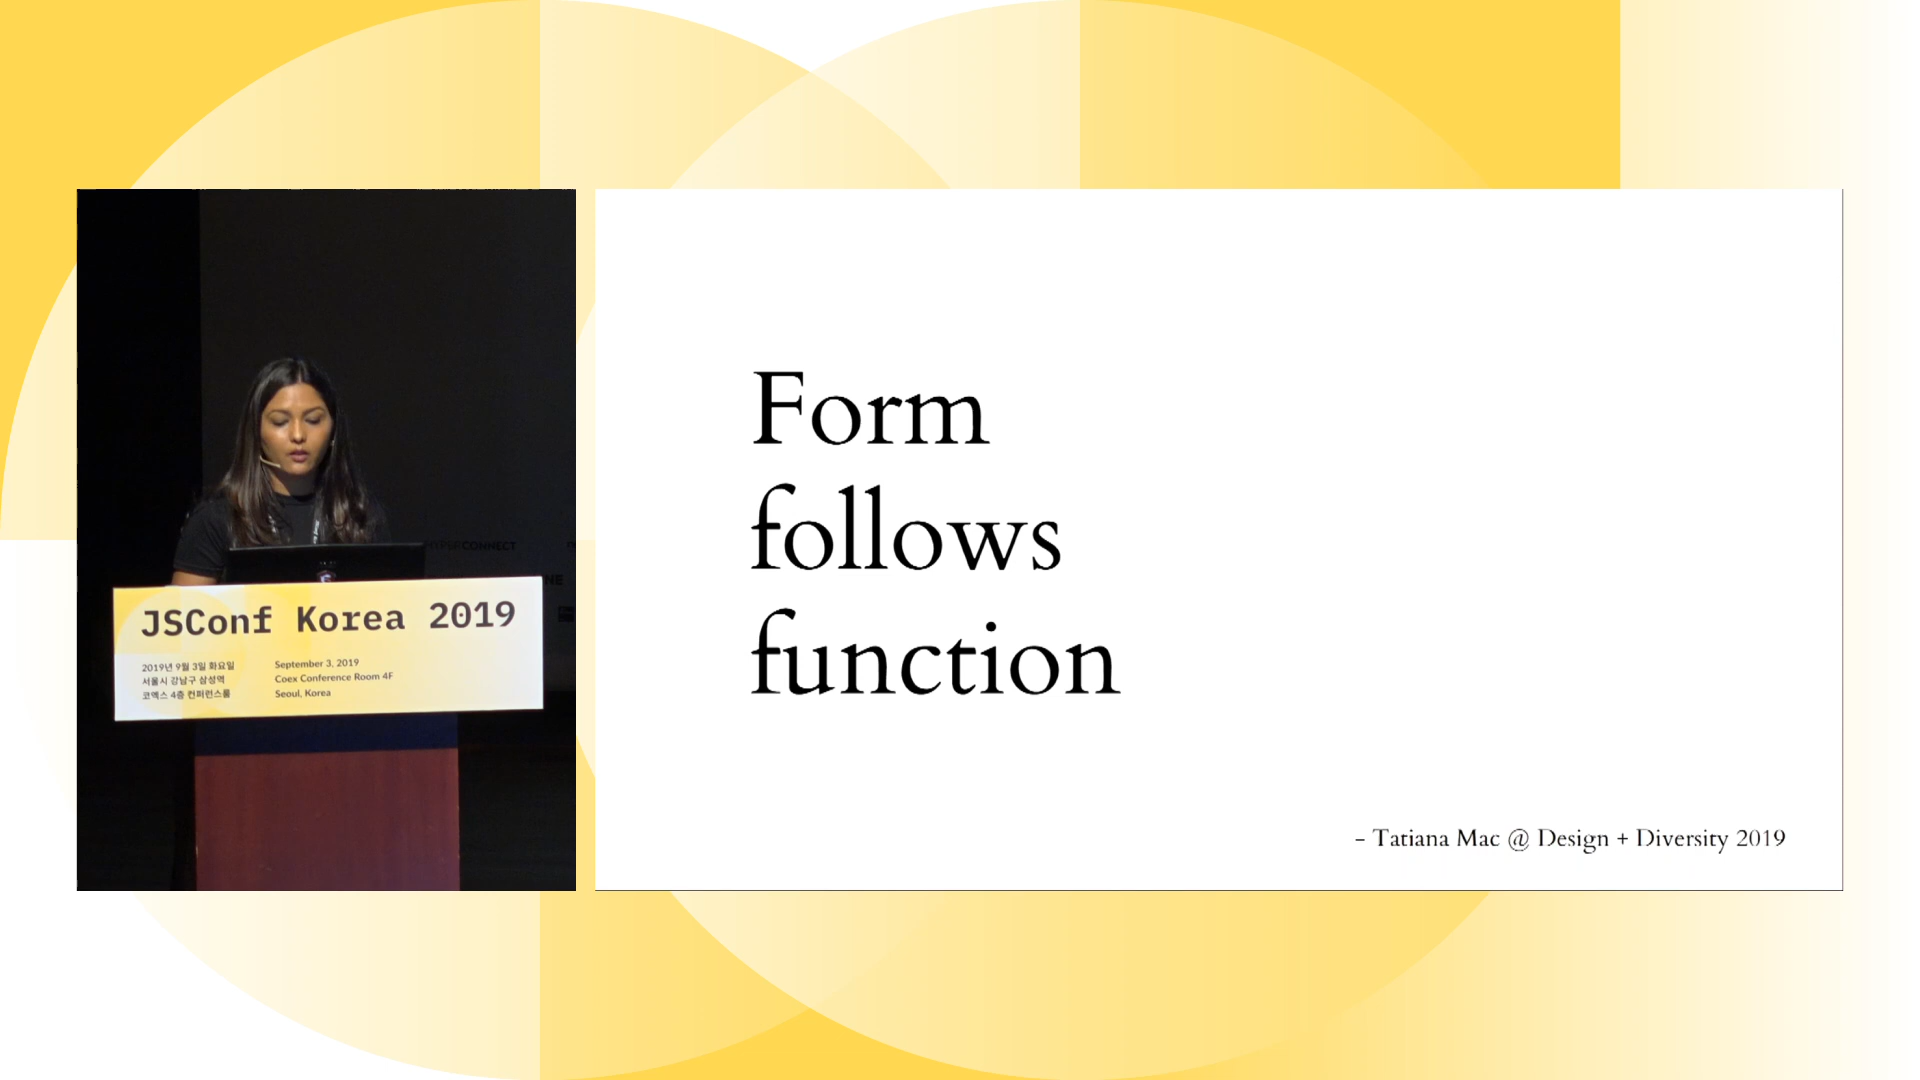 JSConf Korea 2019
2019년 9월 3일 화요일
서울시 강남구 삼성역
코엑스 4층 컨퍼런스룸
September 3, 2019
Coex Conference Room 4F
Seoul, Korea
Form
follows
function
– Tatiana Mac @ Design + Diversity 2019